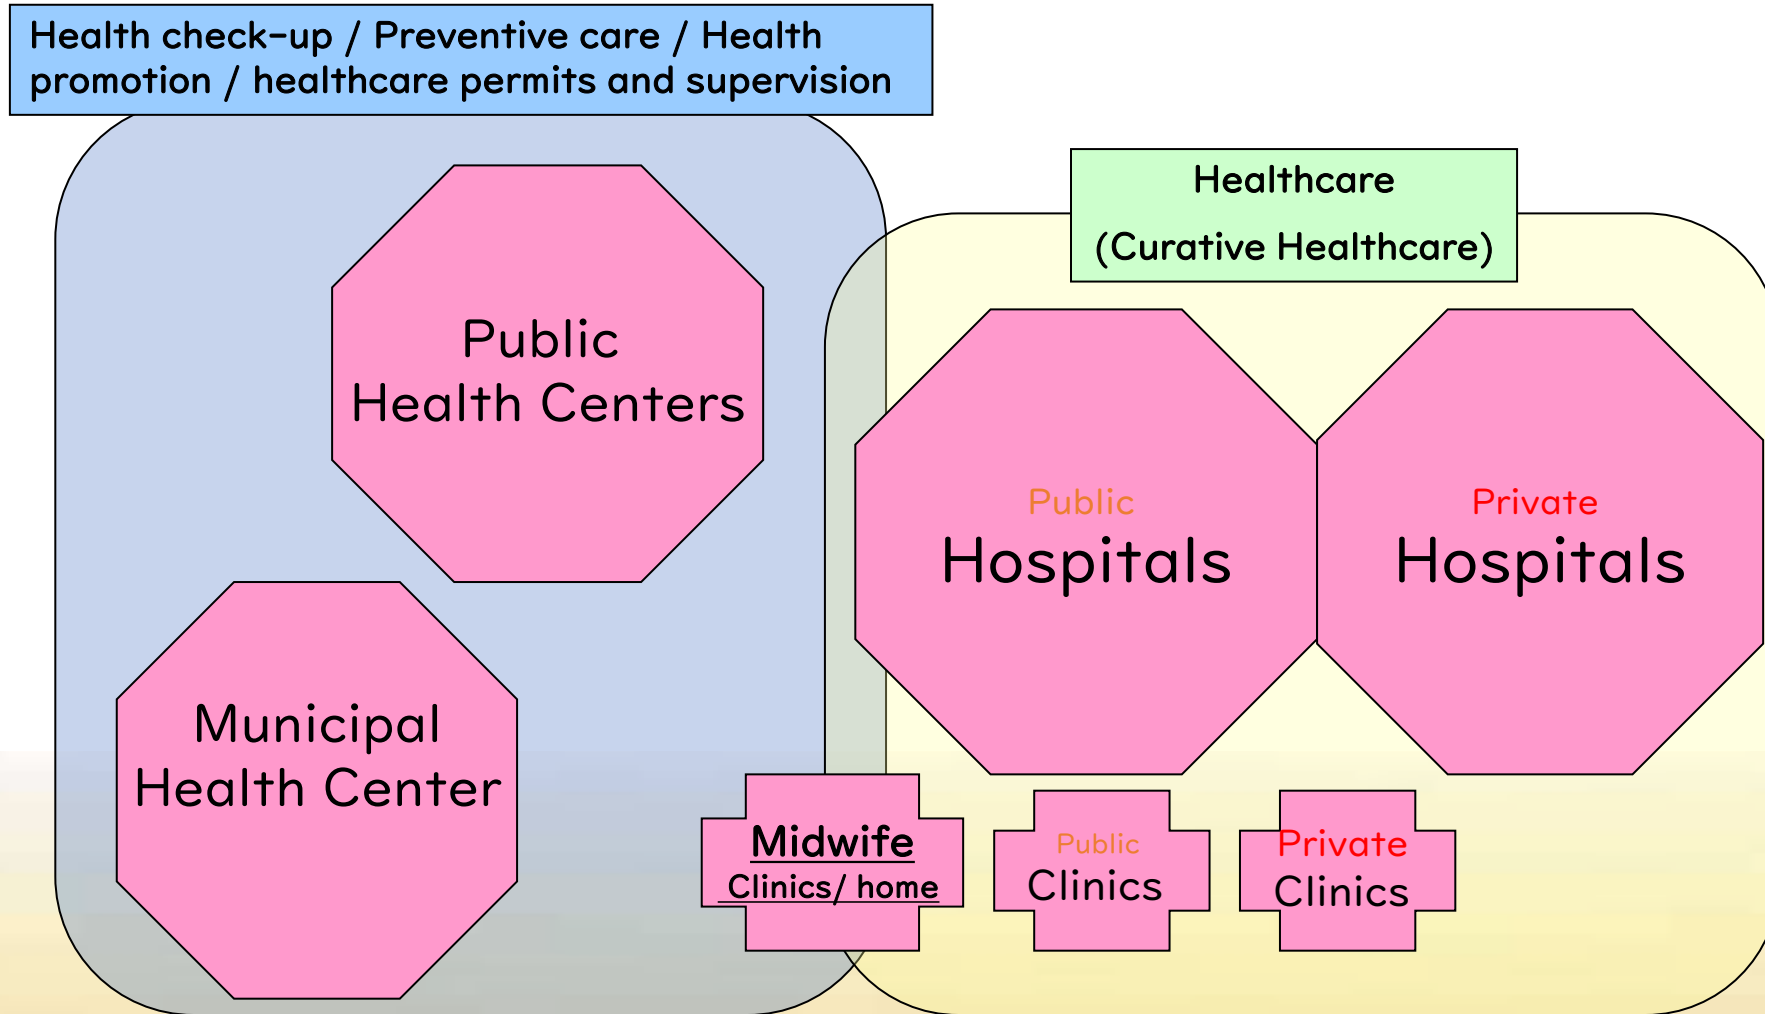 Health check-up / Preventive care / Health
promotion / healthcare permits and supervision
Healthcare
(Curative Healthcare)
Public
Health Centers
Public
Hospitals
Private
Hospitals
Municipal
Health Center
Midwife
Clinics/ home
Public
Clinics
Private
Clinics